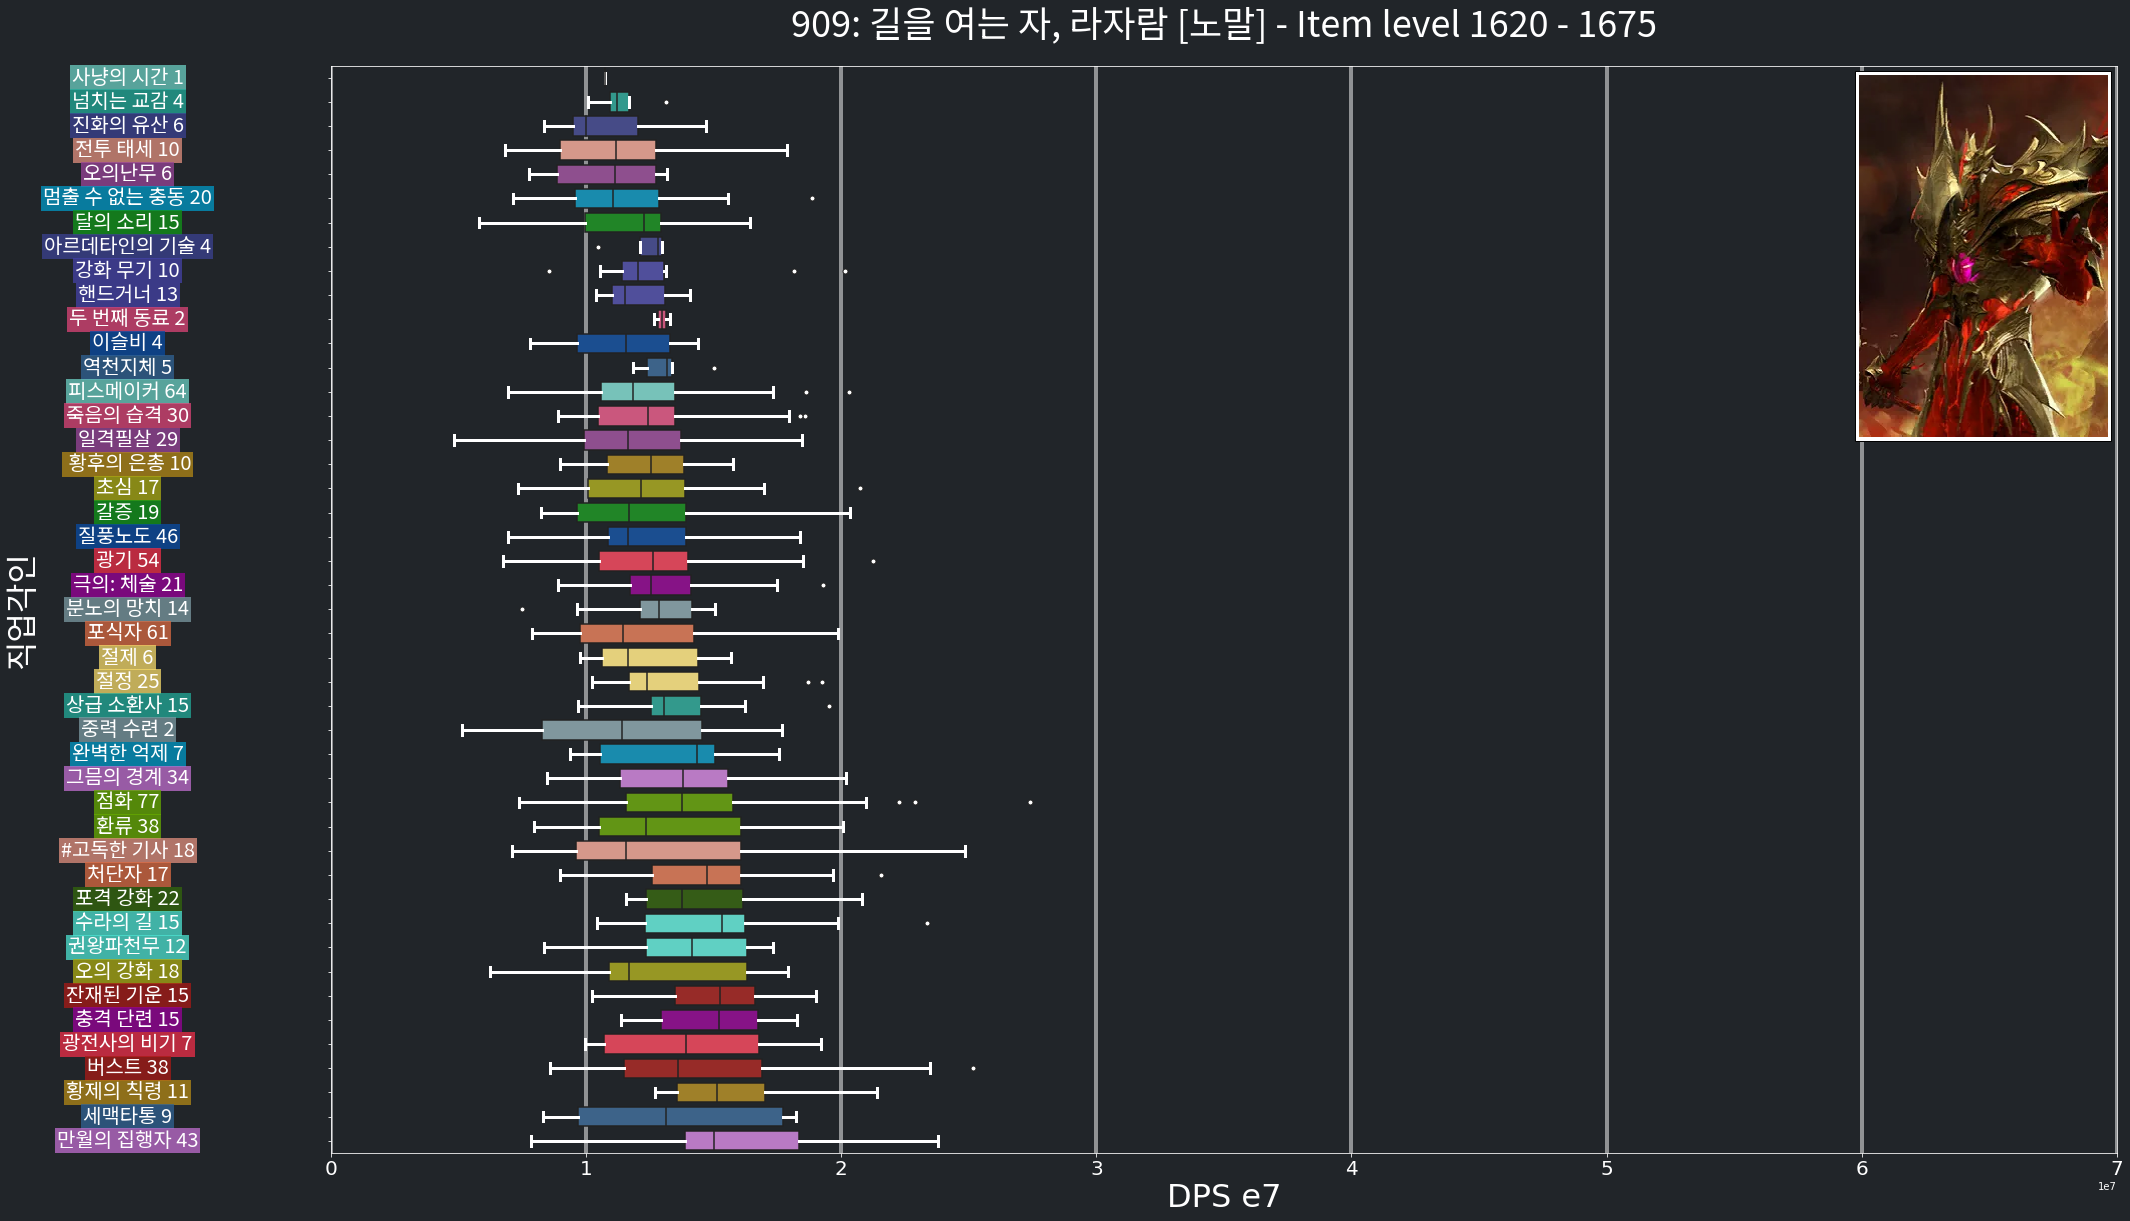 909: 길을 여는 자, 라자람 [노말] - Item level 1620 - 1675
사냥의 시간 1
넘치는 교감 4
진화의 유산 6
전투 태세 10
오의난무 6
멈출 수 없는 충동 20
달의 소리 15
아르데타인의 기술 4
강화 무기 10
핸드거너 13
두 번째 동료 2
이슬비 4
역천지체 5
피스메이커 64
죽음의 습격 30
일격필살 29
황후의 은총 10
초심 17
갈증 19
질풍노도 46
광기 54
극의: 체술 21
분노의 망치 14
포식자 61
절제 6
절정 25
상급 소환사 15
중력 수련 2
완벽한 억제 7
그믐의 경계 34
점화 77
환류 38
#고독한 기사 18
처단자 17
포격 강화 22
수라의 길 15
권왕파천무 12
오의 강화 18
잔재된 기운 15
충격 단련 15
광전사의 비기 7
버스트 38
황제의 칙령 11
세맥타통 9
만월의 집행자 43
직업각인
0 1 2 3 4 5 6 7
1e7
DPS e7